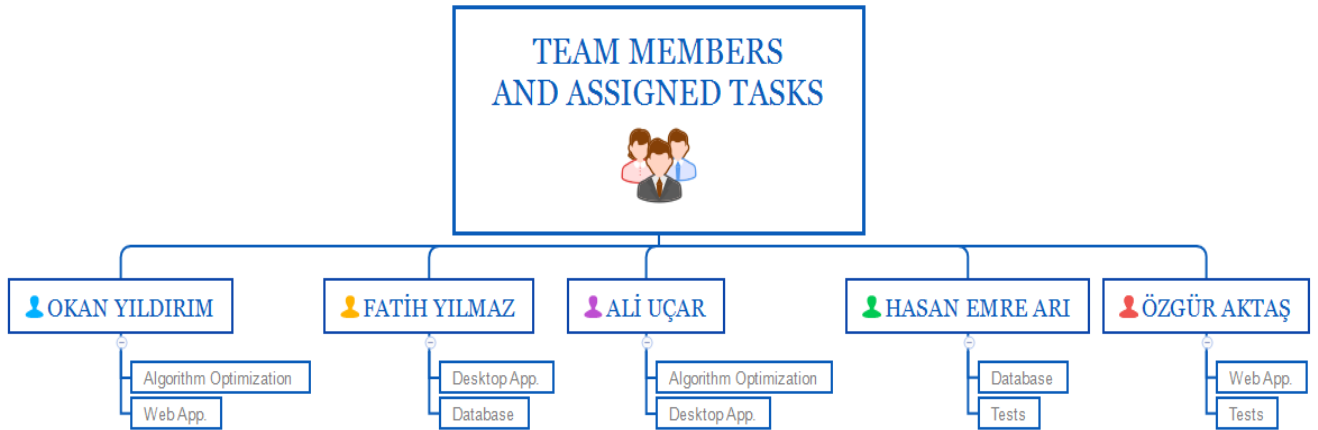 TEAM MEMBERS
AND ASSIGNED TASKS
OKAN YILDIRIM
FATİH YILMAZ
ALİ UÇAR
HASAN EMRE ARI
ÖZGÜR AKTAŞ
Algorithm Optimization
Web App.
Desktop App.
Database
Algorithm Optimization
Desktop App.
Database
Tests
Web App.
Tests